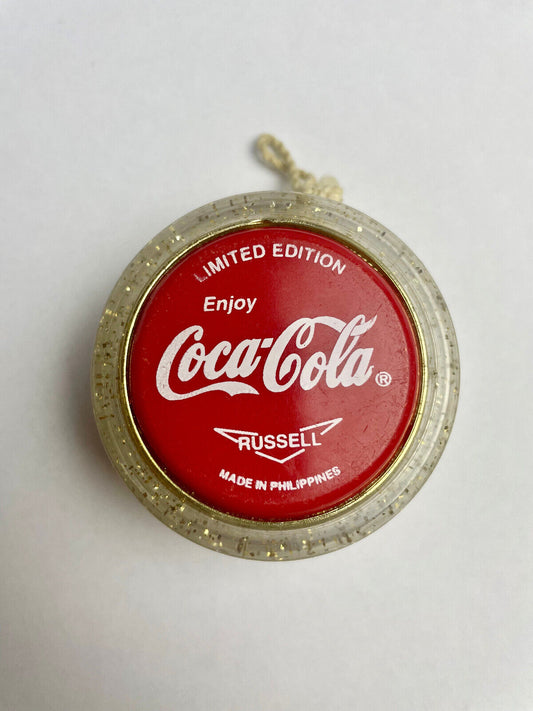 LIMITED EDITION
Enjoy
Coca-Cola®
RUSSELL
MADE IN PHILIPPINES